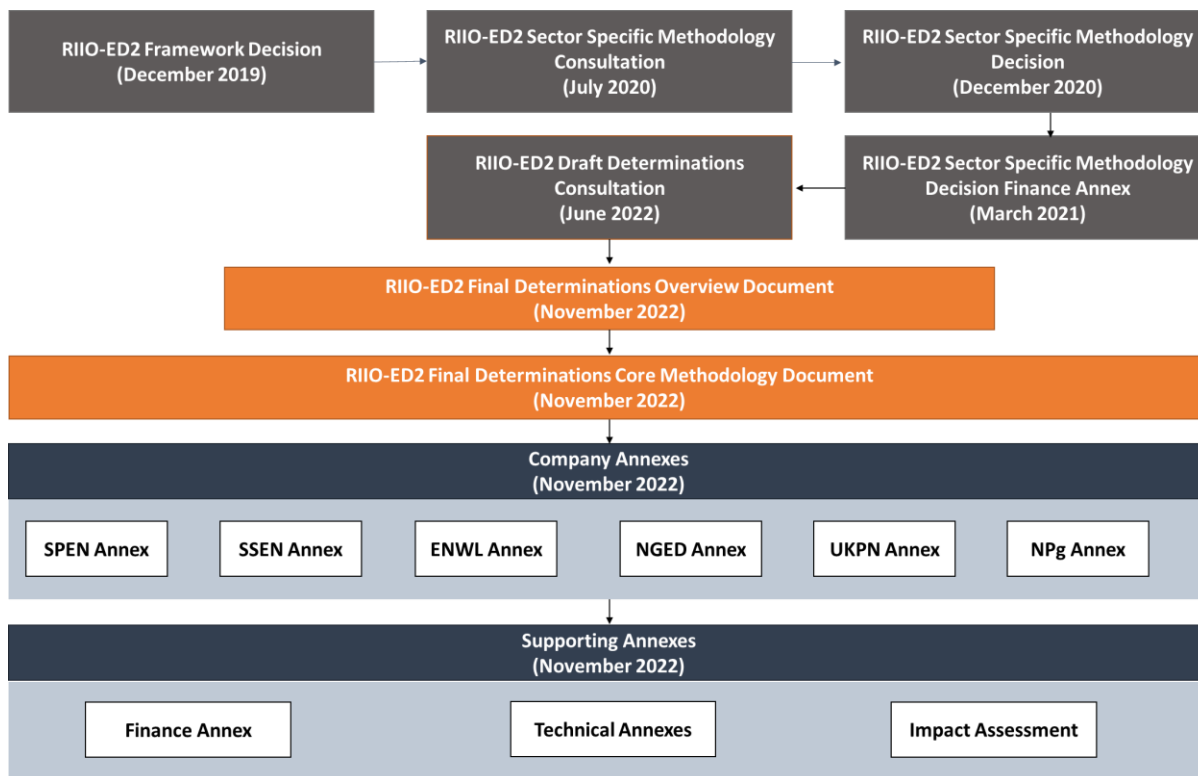 RIIO-ED2 Framework Decision
(December 2019)
RIIO-ED2 Sector Specific Methodology
Consultation
(July 2020)
RIIO-ED2 Sector Specific Methodology
Decision
(December 2020)
RIIO-ED2 Draft Determinations
Consultation
(June 2022)
RIIO-ED2 Sector Specific Methodology
Decision Finance Annex
(March 2021)
RIIO-ED2 Final Determinations Overview Document
(November 2022)
RIIO-ED2 Final Determinations Core Methodology Document
(November 2022)
Company Annexes
(November 2022)
SPEN Annex
SSEN Annex
ENWL Annex
NGED Annex
UKPN Annex
NPg Annex
Supporting Annexes
(November 2022)
Finance Annex
Technical Annexes
Impact Assessment